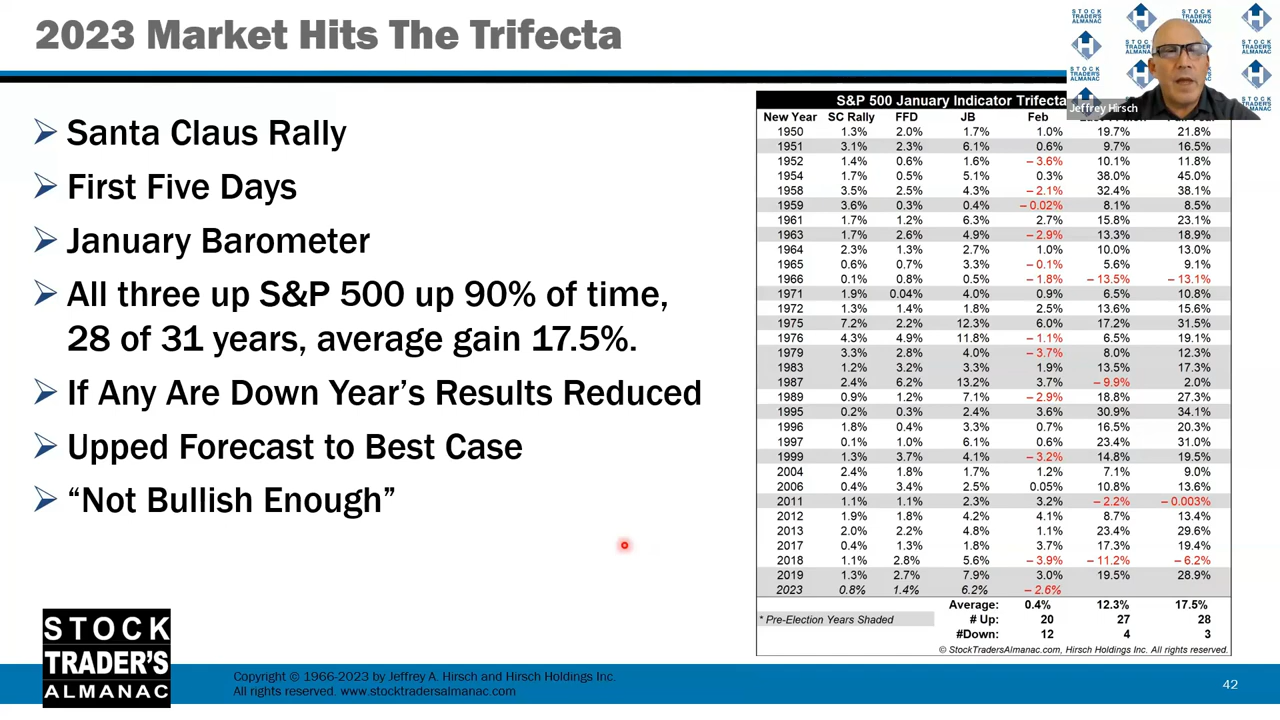 2023 Market Hits The Trifecta
Santa Claus Rally
First Five Days
January Barometer
All three up S&P 500 up 90% of time,
28 of 31 years, average gain 17.5%.
If Any Are Down Year's Results Reduced
Upped Forecast to Best Case
“Not Bullish Enough”
STOCK
TRADER'S
ALMANAC
Jeffrey Hirsch
S&P 500 January Indicator Trifecta
New Year SC Rally FFD JB Feb
1950 1.3% 2.0% 1.7% 1.0% 19.7% 21.8%
1951 3.1% 2.3% 6.1% 0.6% 9.7% 16.5%
1952 1.4% 0.6% 1.6% – 3.6% 10.1% 11.8%
1954 1.7% 0.5% 5.1% 0.3% 38.0% 45.0%
1958 3.5% 2.5% 4.3% – 2.1% 32.4% 38.1%
1959 3.6% 0.3% 0.4% – 0.02% 8.1% 8.5%
1961 1.7% 1.2% 6.3% 2.7% 15.8% 23.1%
1963 1.7% 2.6% 4.9% – 2.9% 13.3% 18.9%
1964 2.3% 1.3% 2.7% 1.0% 10.0% 13.0%
1965 0.6% 0.7% 3.3% – 0.1% 5.6% 9.1%
1966 0.1% 0.8% 0.5% – 1.8% – 13.5% – 13.1%
1971 1.9% 0.04% 4.0% 0.9% 6.5% 10.8%
1972 1.3% 1.4% 1.8% 2.5% 13.6% 15.6%
1975 7.2% 2.2% 12.3% 6.0% 17.2% 31.5%
1976 4.3% 4.9% 11.8% – 1.1% 6.5% 19.1%
1979 3.3% 2.8% 4.0% – 3.7% 8.0% 12.3%
1983 1.2% 3.2% 3.3% 1.9% 13.5% 17.3%
1987 2.4% 6.2% 13.2% 3.7% – 9.9% 2.0%
1989 0.9% 1.2% 7.1% – 2.9% 18.8% 27.3%
1995 0.2% 0.3% 2.4% 3.6% 30.9% 34.1%
1996 1.8% 0.4% 3.3% 0.7% 16.5% 20.3%
1997 0.1% 1.0% 6.1% 0.6% 23.4% 31.0%
1999 1.3% 3.7% 4.1% – 3.2% 14.8% 19.5%
2004 2.4% 1.8% 1.7% 1.2% 7.1% 9.0%
2006 0.4% 3.4% 2.5% 0.05% 10.8% 13.6%
2011 1.1% 1.1% 2.3% 3.2% – 2.2% – 0.003%
2012 1.9% 1.8% 4.2% 4.1% 8.7% 13.4%
2013 2.0% 2.2% 4.8% 1.1% 23.4% 29.6%
2017 0.4% 1.3% 1.8% 3.7% 17.3% 19.4%
2018 1.1% 2.8% 5.6% – 3.9% – 11.2% – 6.2%
2019 1.3% 2.7% 7.9% 3.0% 19.5% 28.9%
2023 0.8% 1.4% 6.2% – 2.6%
Average: 0.4% 12.3% 17.5%
* Pre-Election Years Shaded # Up: 20 27 28
#Down: 12 4 3
© StockTradersAlmanac.com, Hirsch Holdings Inc. All rights reserved.
STOCK
TRADER'S
ALMANAC
Copyright © 1966-2023 by Jeffrey A. Hirsch and Hirsch Holdings Inc.
All rights reserved. www.stocktradersalmanac.com
42